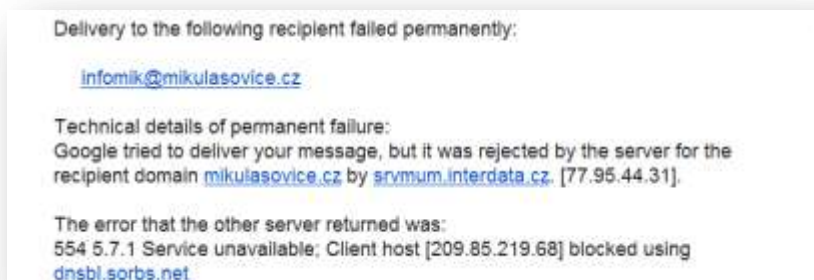 Delivery to the following recipient failed permanently:
infomik@mikulasovice.cz
Technical details of permanent failure:
Google tried to deliver your message, but it was rejected by the server for the
recipient domain mikulasovice.cz by srvmum.interdata.cz. [77.95.44.31].
The error that the other server returned was:
554 5.7.1 Service unavailable; Client host [209.85.219.68] blocked using
dnsbl.sorbs.net